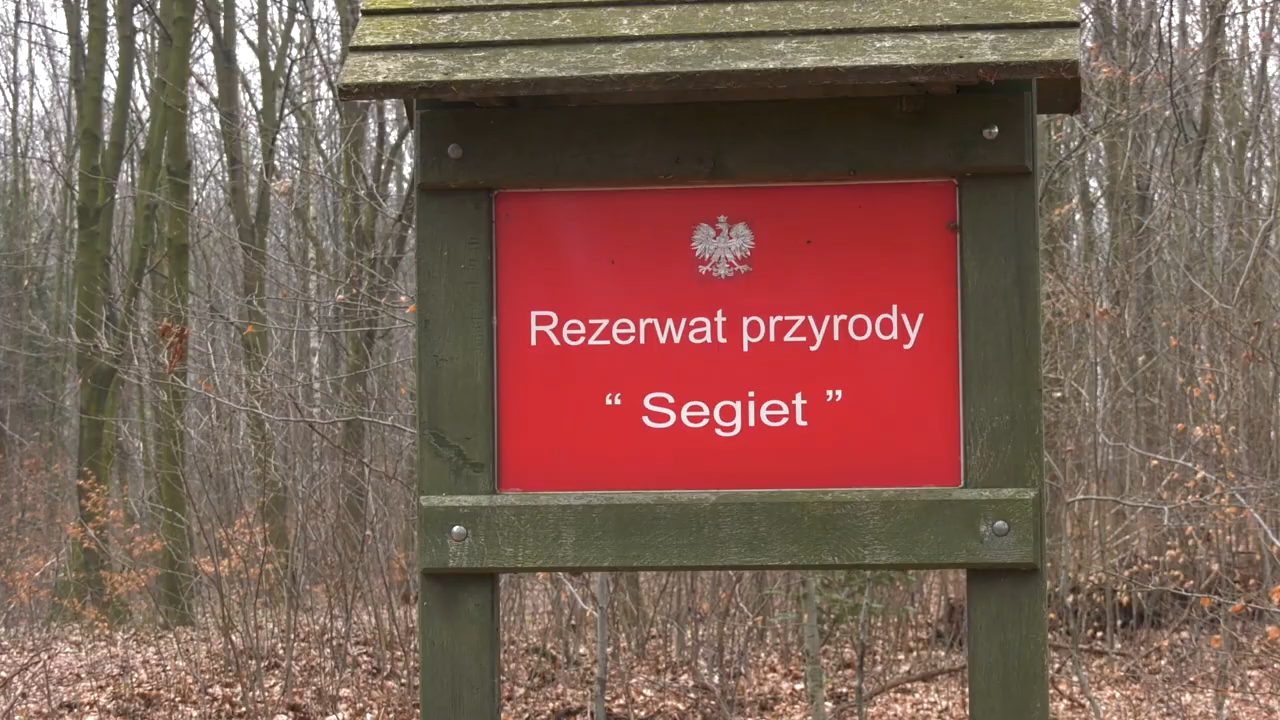 Rezerwat przyrody
“ Segiet ”